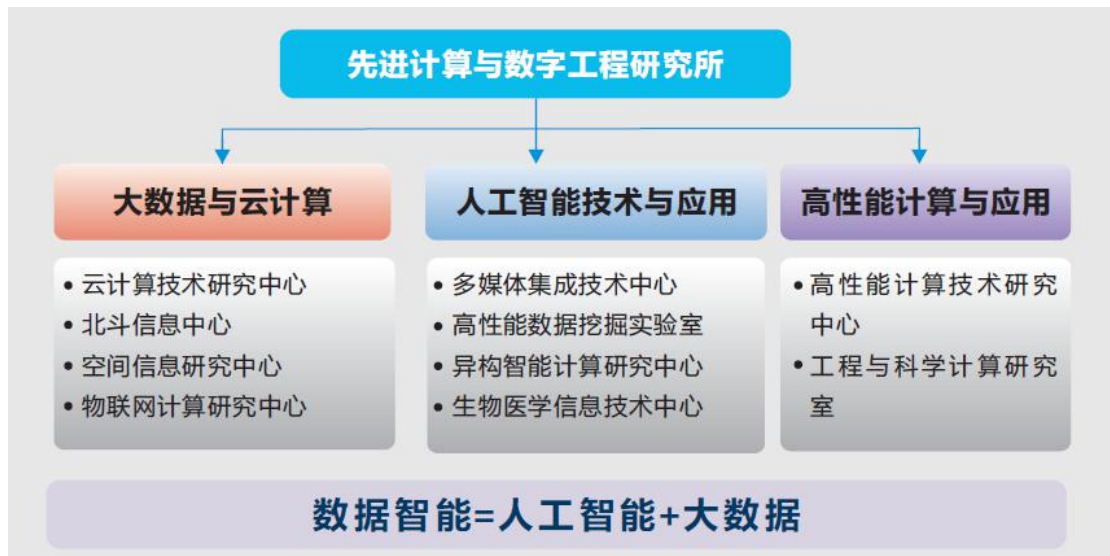 先进计算与数字工程研究所
大数据与云计算
• 云计算技术研究中心
• 北斗信息中心
• 空间信息研究中心
• 物联网计算研究中心
人工智能技术与应用
• 多媒体集成技术中心
• 高性能数据挖掘实验室
• 异构智能计算研究中心
• 生物医学信息技术中心
高性能计算与应用
• 高性能计算技术研究
中心
• 工程与科学计算研究
室
数据智能=人工智能+大数据